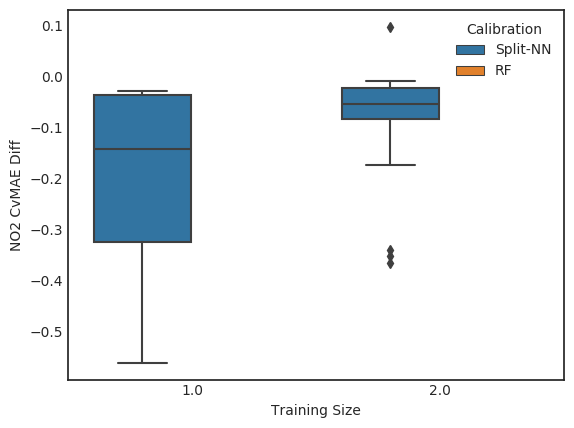 0.1
0.0
−0.1
−0.2
−0.3
−0.4
−0.5
NO2 CvMAE Diff
1.0
2.0
Training Size
Calibration
Split-NN
RF